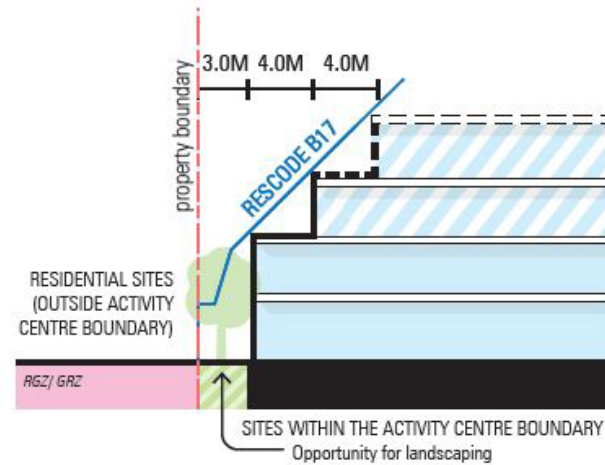 3.0M 4.0M 4.0M
property boundary
RESCODE B17
RESIDENTIAL SITES
(OUTSIDE ACTIVITY
CENTRE BOUNDARY)
RGZ/ GRZ
SITES WITHIN THE ACTIVITY CENTRE BOUNDARY
Opportunity for landscaping